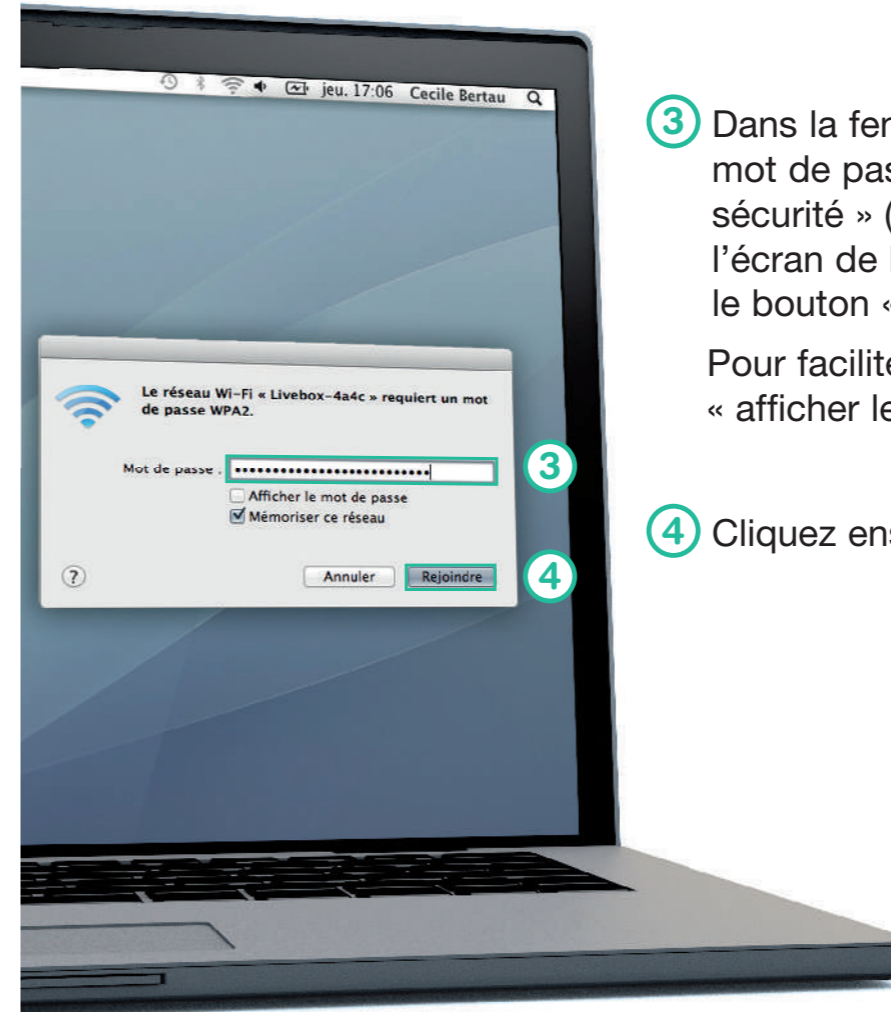 jeu. 17:06 Cecile Bertau
Le réseau Wi-Fi « Livebox-4a4c » requiert un mot
de passe WPA2.
Mot de passe : ••••••••••••••••••••••••••• 3
Afficher le mot de passe
Mémoriser ce réseau
? Annuler Rejoindre 4
3 Dans la fen
mot de pas
sécurité » (
l’écran de
le bouton «
Pour facilite
« afficher le
4 Cliquez ens